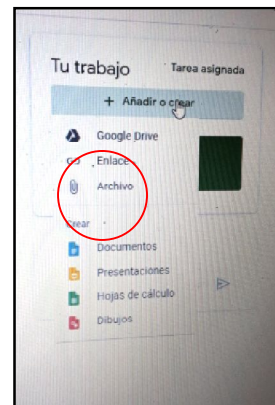 Tu trabajo
Tarea asignada
+ Añadir o crear
Google Drive
Enlace
Archivo
Crear
Documentos
Presentaciones
Hojas de cálculo
Dibujos